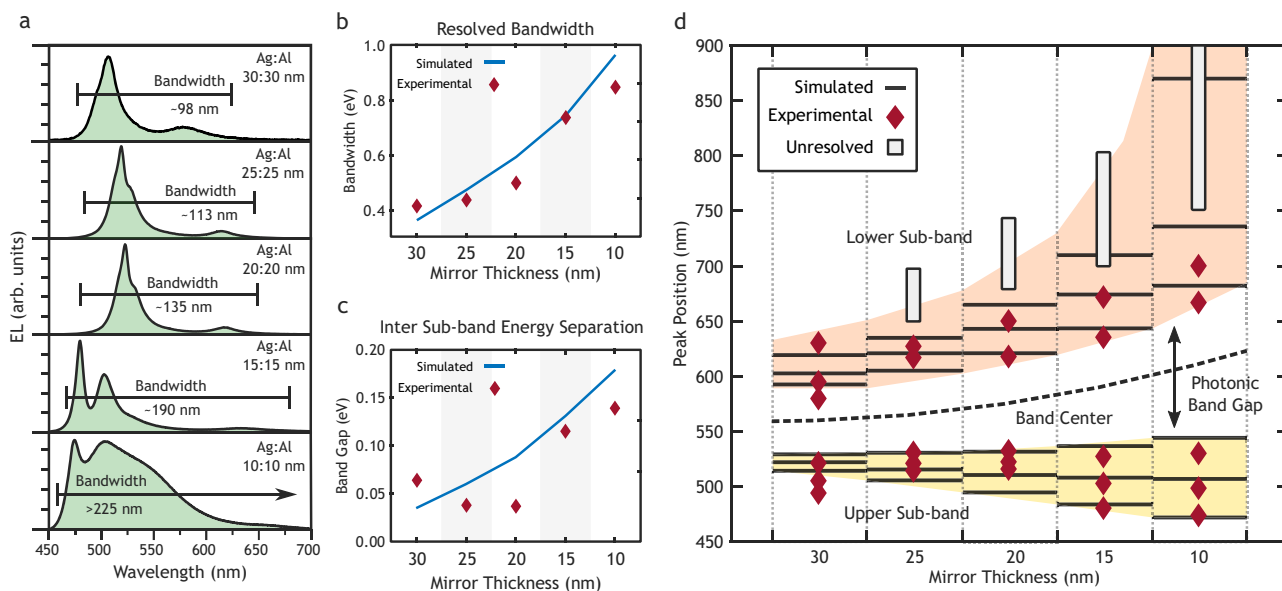 a
EL (arb. units)
Ag:Al
30:30 nm
Bandwidth
~98 nm
Ag:Al
25:25 nm
Bandwidth
~113 nm
Ag:Al
20:20 nm
Bandwidth
~135 nm
Ag:Al
15:15 nm
Bandwidth
~190 nm
Ag:Al
10:10 nm
Bandwidth
>225 nm
450 500 550 600 650 700
Wavelength (nm)
b
Resolved Bandwidth
Simulated
Experimental
Bandwidth (eV)
1.0
0.8
0.6
0.4
30 25 20 15 10
Mirror Thickness (nm)
c
Inter Sub-band Energy Separation
Simulated
Experimental
Band Gap (eV)
0.20
0.15
0.10
0.05
0.00
30 25 20 15 10
Mirror Thickness (nm)
d
Peak Position (nm)
900
850
800
750
700
650
600
550
500
450
Simulated
Experimental
Unresolved
Lower Sub-band
Photonic
Band Gap
Band Center
Upper Sub-band
30 25 20 15 10
Mirror Thickness (nm)